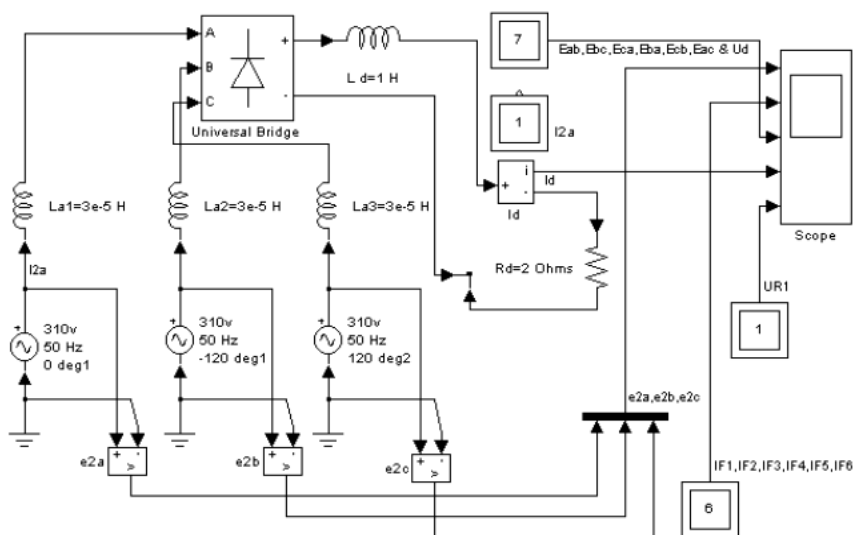 A
B
C
+
-
Universal Bridge
L d=1 H
7
Eab,Ebc,Eca,Eba,Ecb,Eac & Ud
1
I2a
+
i
-
Id
Id
Scope
La1=3e-5 H
La2=3e-5 H
La3=3e-5 H
Rd=2 Ohms
I2a
UR1
1
+
310v
50 Hz
0 deg1
+
310v
50 Hz
-120 deg1
+
310v
50 Hz
120 deg2
e2a,e2b,e2c
e2a
+
-
v
e2b
+
-
v
e2c
+
-
v
IF1,IF2,IF3,IF4,IF5,IF6
6